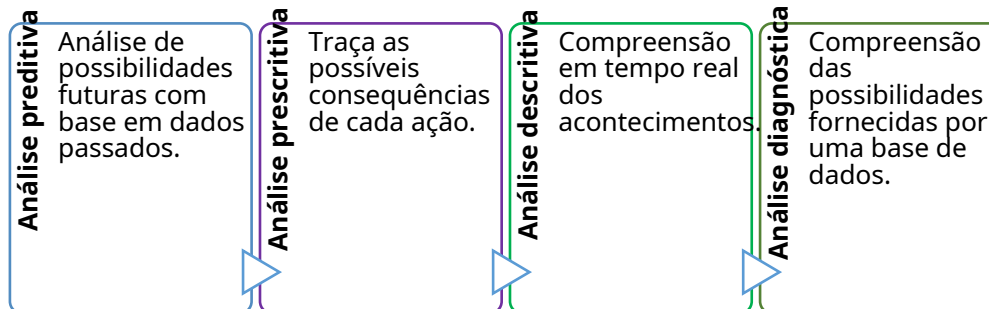 Análise preditiva
Análise de
possibilidades
futuras com
base em dados
passados.
Análise prescritiva
Traça as
possíveis
consequências
de cada ação.
Análise descritiva
Compreensão
em tempo real
dos
acontecimentos.
Análise diagnóstica
Compreensão
das
possibilidades
fornecidas por
uma base de
dados.